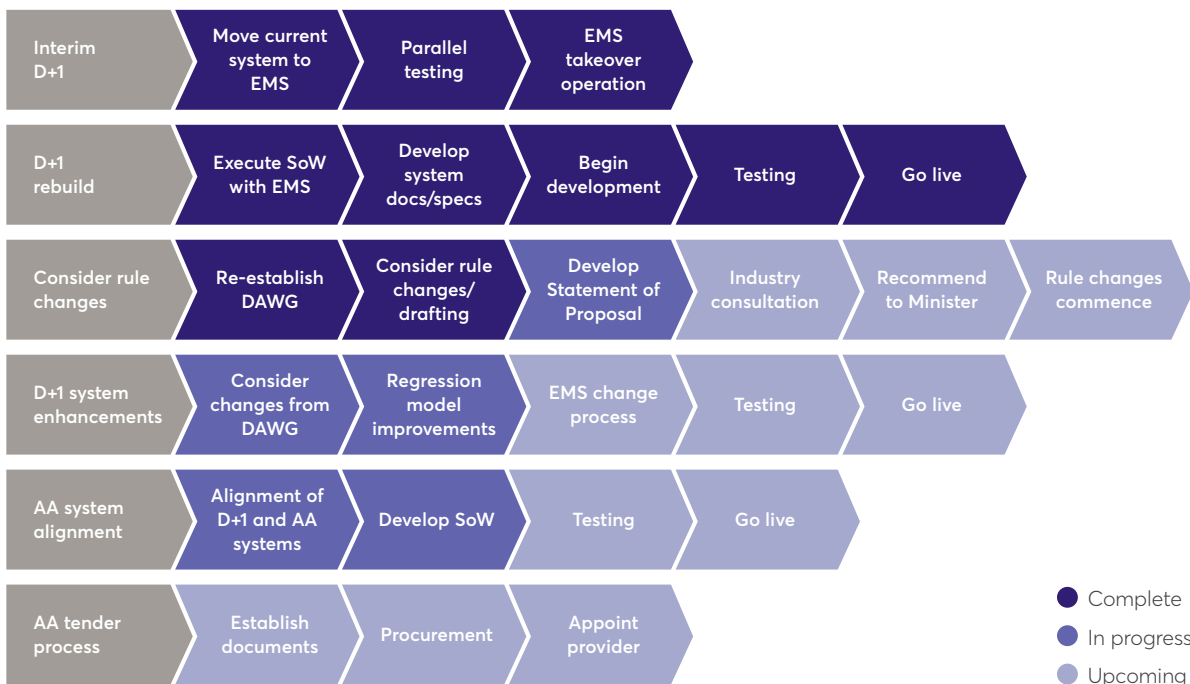 Interim
D+1
Move current
system to
EMS
Parallel
testing
EMS
takeover
operation
D+1
rebuild
Execute SoW
with EMS
Develop
system
docs/specs
Begin
development
Testing
Go live
Consider rule
changes
Re-establish
DAWG
Consider rule
changes/
drafting
Develop
Statement of
Proposal
Industry
consultation
Recommend
to Minister
Rule changes
commence
D+1 system
enhancements
Consider
changes from
DAWG
Regression
model
improvements
EMS change
process
Testing
Go live
AA system
alignment
Alignment of
D+1 and AA
systems
Develop SoW
Testing
Go live
AA tender
process
Establish
documents
Procurement
Appoint
provider
Complete
In progress
Upcoming